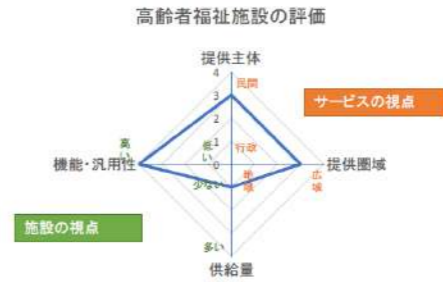 高齢者福祉施設の評価
提供主体
4
民間
3
サービスの視点
2
高い
1
低い
行政
機能・汎用性
0
提供圏域
少ない
地域
広域
施設の視点
多い
供給量